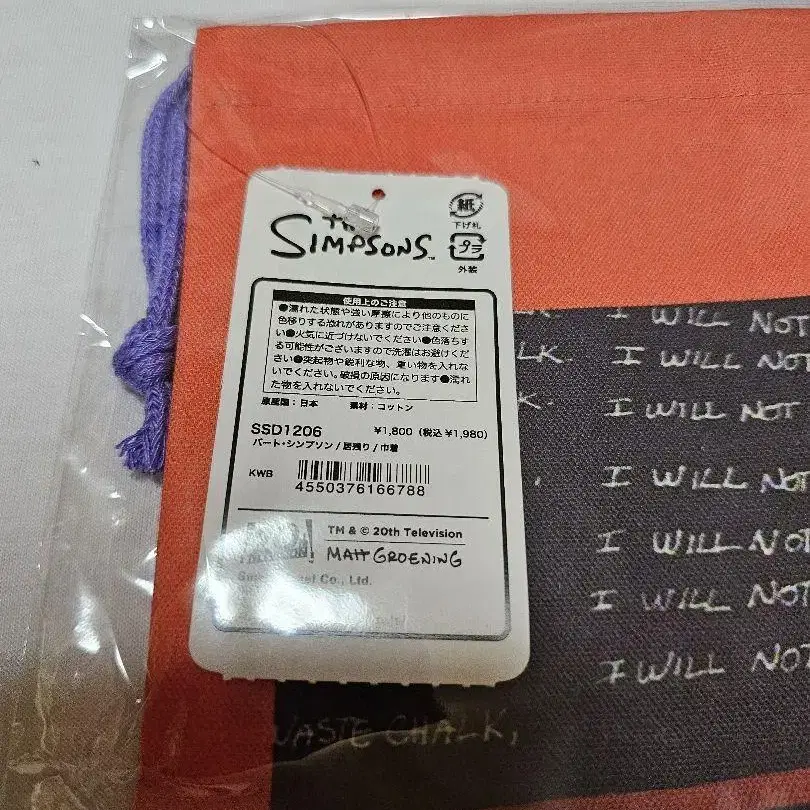 THE
SIMPSONS™
紙
下げ札
プラ
外装
使用上のご注意
●濡れた状態や強い摩擦により他のものに
色移りする恐れがありますのでご注意くださ
い●火気に近づけないでください●色落ちす
る可能性がございますので洗濯はお避けくだ
さい●突起物や鋭利な物、重い物を入れな
いでください。破損の原因になります●濡れ
た物を入れないでください。
原産国:日本 素材:コットン
SSD1206 ¥1,800(税込¥1,980)
バート・シンプソン/居残り/巾着
KWB
4550376166788
TM & © 20th Television
MATT GROENING
Co., Ltd.
I WILL NOT
LK. I WILL NOT
K. I WILL NOT
I WILL NOT
I WILL NOT
I WILL NOT
I WILL NOT
WASTE CHALK,